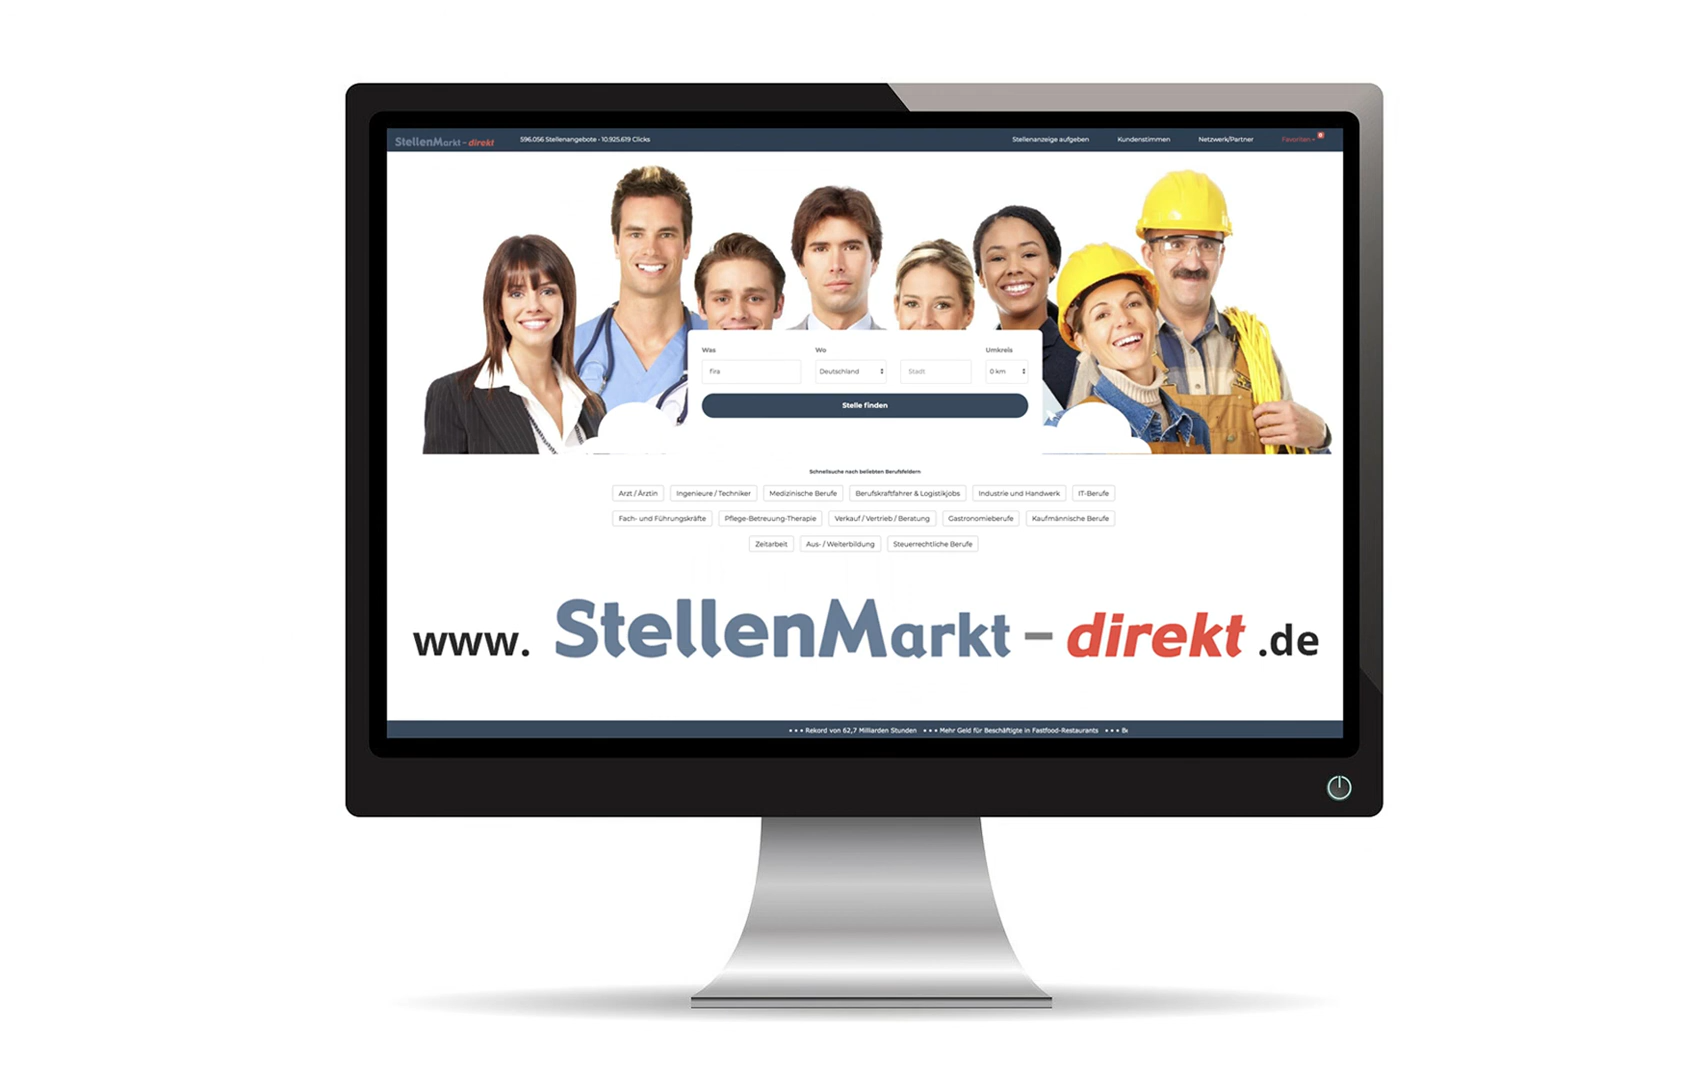 StellenMarkt - direkt 596.056 Stellenangebote • 10.925.619 Clicks Stellenanzeige aufgeben Kundenstimmen Netzwerk/Partner Favoriten
Was Wo Umkreis
fira Deutschland Stadt 0 km
Stelle finden
Schnellsuche nach beliebten Berufsfeldern
Arzt / Ärztin Ingenieure / Techniker Medizinische Berufe Berufskraftfahrer & Logistikjobs Industrie und Handwerk IT-Berufe
Fach- und Führungskräfte Pflege-Betreuung-Therapie Verkauf / Vertrieb / Beratung Gastronomieberufe Kaufmännische Berufe
Zeitarbeit Aus- / Weiterbildung Steuerrechtliche Berufe
www. StellenMarkt - direkt .de
• • • Rekord von 62,7 Milliarden Stunden • • • Mehr Geld für Beschäftigte in Fastfood-Restaurants • • •